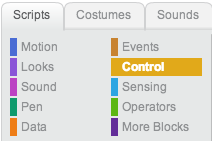 Scripts Costumes Sounds
Motion Events
Looks Control
Sound Sensing
Pen Operators
Data More Blocks